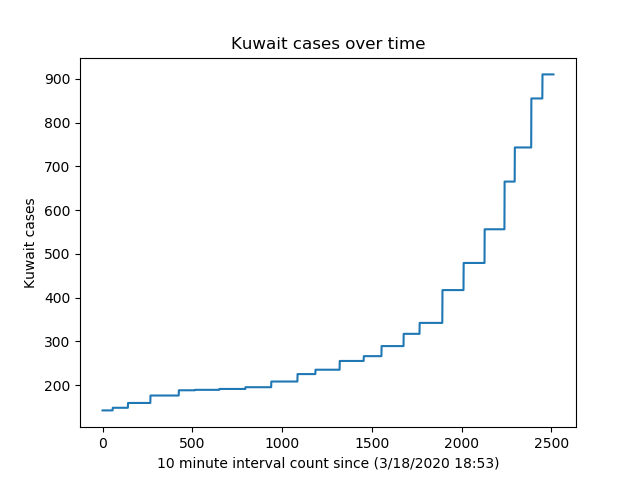 Kuwait cases over time
900
800
700
600
500
400
300
200
Kuwait cases
0 500 1000 1500 2000 2500
10 minute interval count since (3/18/2020 18:53)